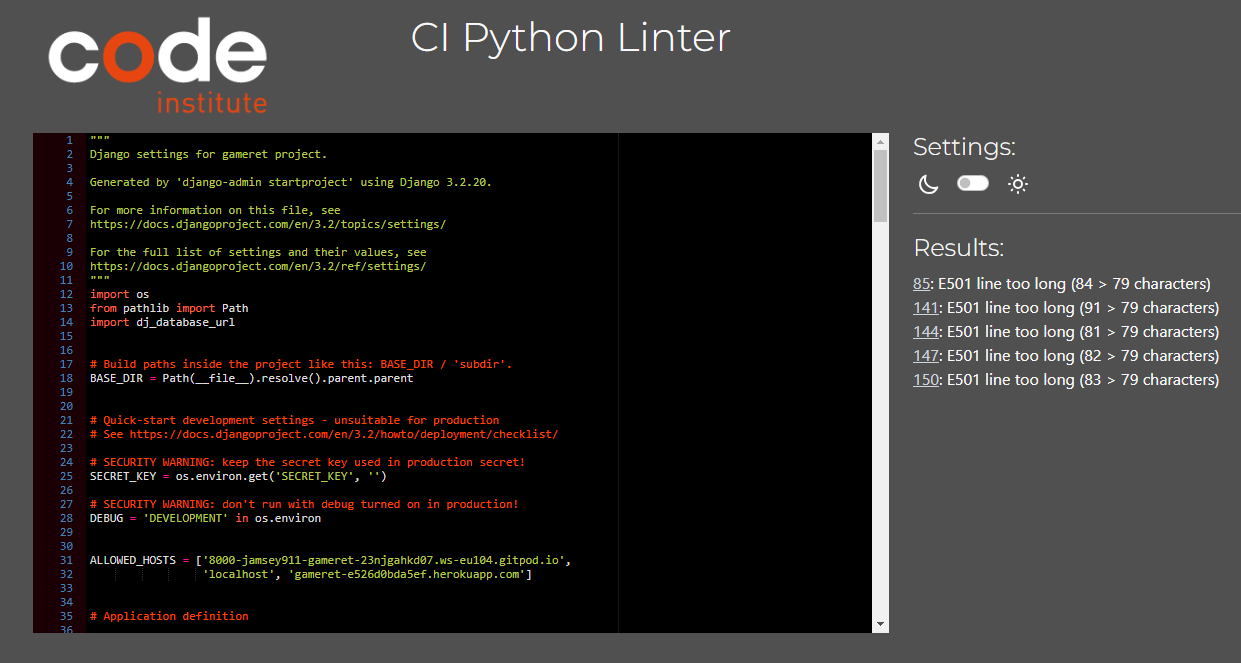 code
institute
CI Python Linter
1 """
2 Django settings for gameret project.
3
4 Generated by 'django-admin startproject' using Django 3.2.20.
5
6 For more information on this file, see
7 https://docs.djangoproject.com/en/3.2/topics/settings/
8
9 For the full list of settings and their values, see
10 https://docs.djangoproject.com/en/3.2/ref/settings/
11 """
12 import os
13 from pathlib import Path
14 import dj_database_url
15
16
17 # Build paths inside the project like this: BASE_DIR / 'subdir'.
18 BASE_DIR = Path(__file__).resolve().parent.parent
19
20
21 # Quick-start development settings - unsuitable for production
22 # See https://docs.djangoproject.com/en/3.2/howto/deployment/checklist/
23
24 # SECURITY WARNING: keep the secret key used in production secret!
25 SECRET_KEY = os.environ.get('SECRET_KEY', '')
26
27 # SECURITY WARNING: don't run with debug turned on in production!
28 DEBUG = 'DEVELOPMENT' in os.environ
29
30
31 ALLOWED_HOSTS = ['8000-jamsey911-gameret-23njgahkd07.ws-eu104.gitpod.io',
32 'localhost', 'gameret-e526d0bda5ef.herokuapp.com']
33
34
35 # Application definition
36
Settings:
Results:
85: E501 line too long (84 > 79 characters)
141: E501 line too long (91 > 79 characters)
144: E501 line too long (81 > 79 characters)
147: E501 line too long (82 > 79 characters)
150: E501 line too long (83 > 79 characters)